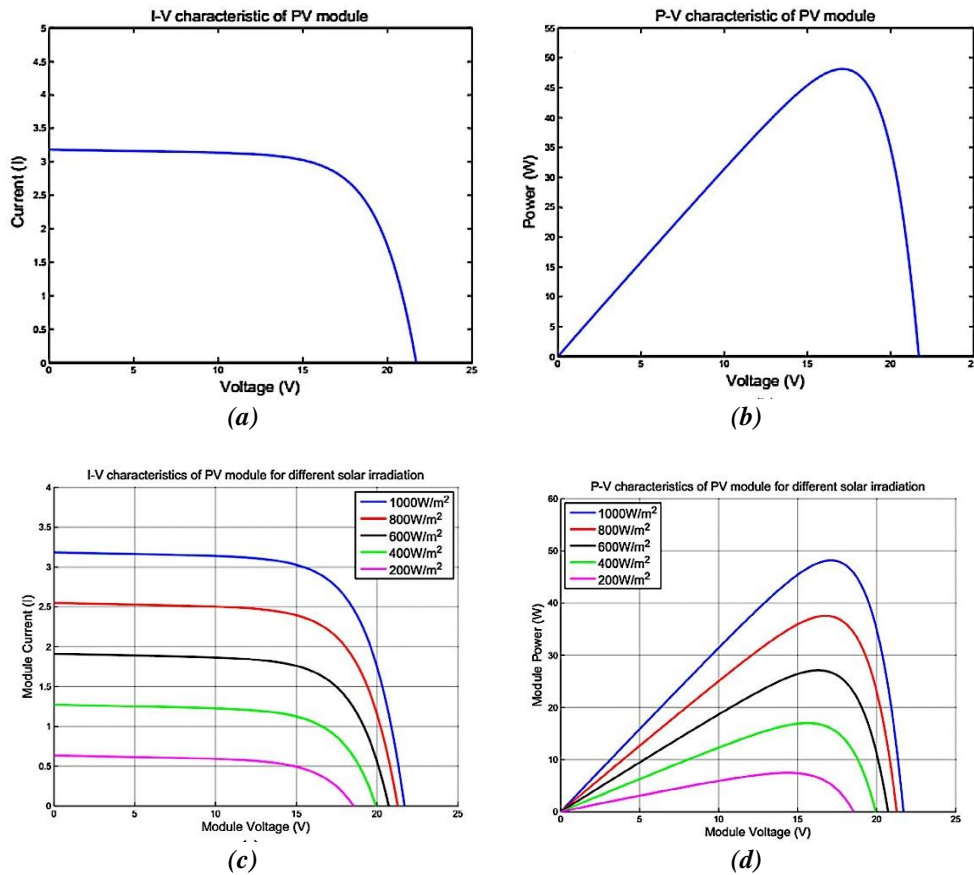 I-V characteristic of PV module
5
4.5
4
3.5
3
2.5
2
1.5
1
0.5
0
Current (I)
0 5 10 15 20 25
Voltage (V)
(a)
P-V characteristic of PV module
55
50
45
40
35
30
25
20
15
10
5
0
Power (W)
0 5 10 15 20 25
Voltage (V)
(b)
I-V characteristics of PV module for different solar irradiation
4
3.5
3
2.5
2
1.5
1
0.5
0
Module Current (I)
1000W/m²
800W/m²
600W/m²
400W/m²
200W/m²
0 5 10 15 20 25
Module Voltage (V)
(c)
P-V characteristics of PV module for different solar irradiation
60
50
40
30
20
10
0
Module Power (W)
1000W/m²
800W/m²
600W/m²
400W/m²
200W/m²
0 5 10 15 20 25
Module Voltage (V)
(d)